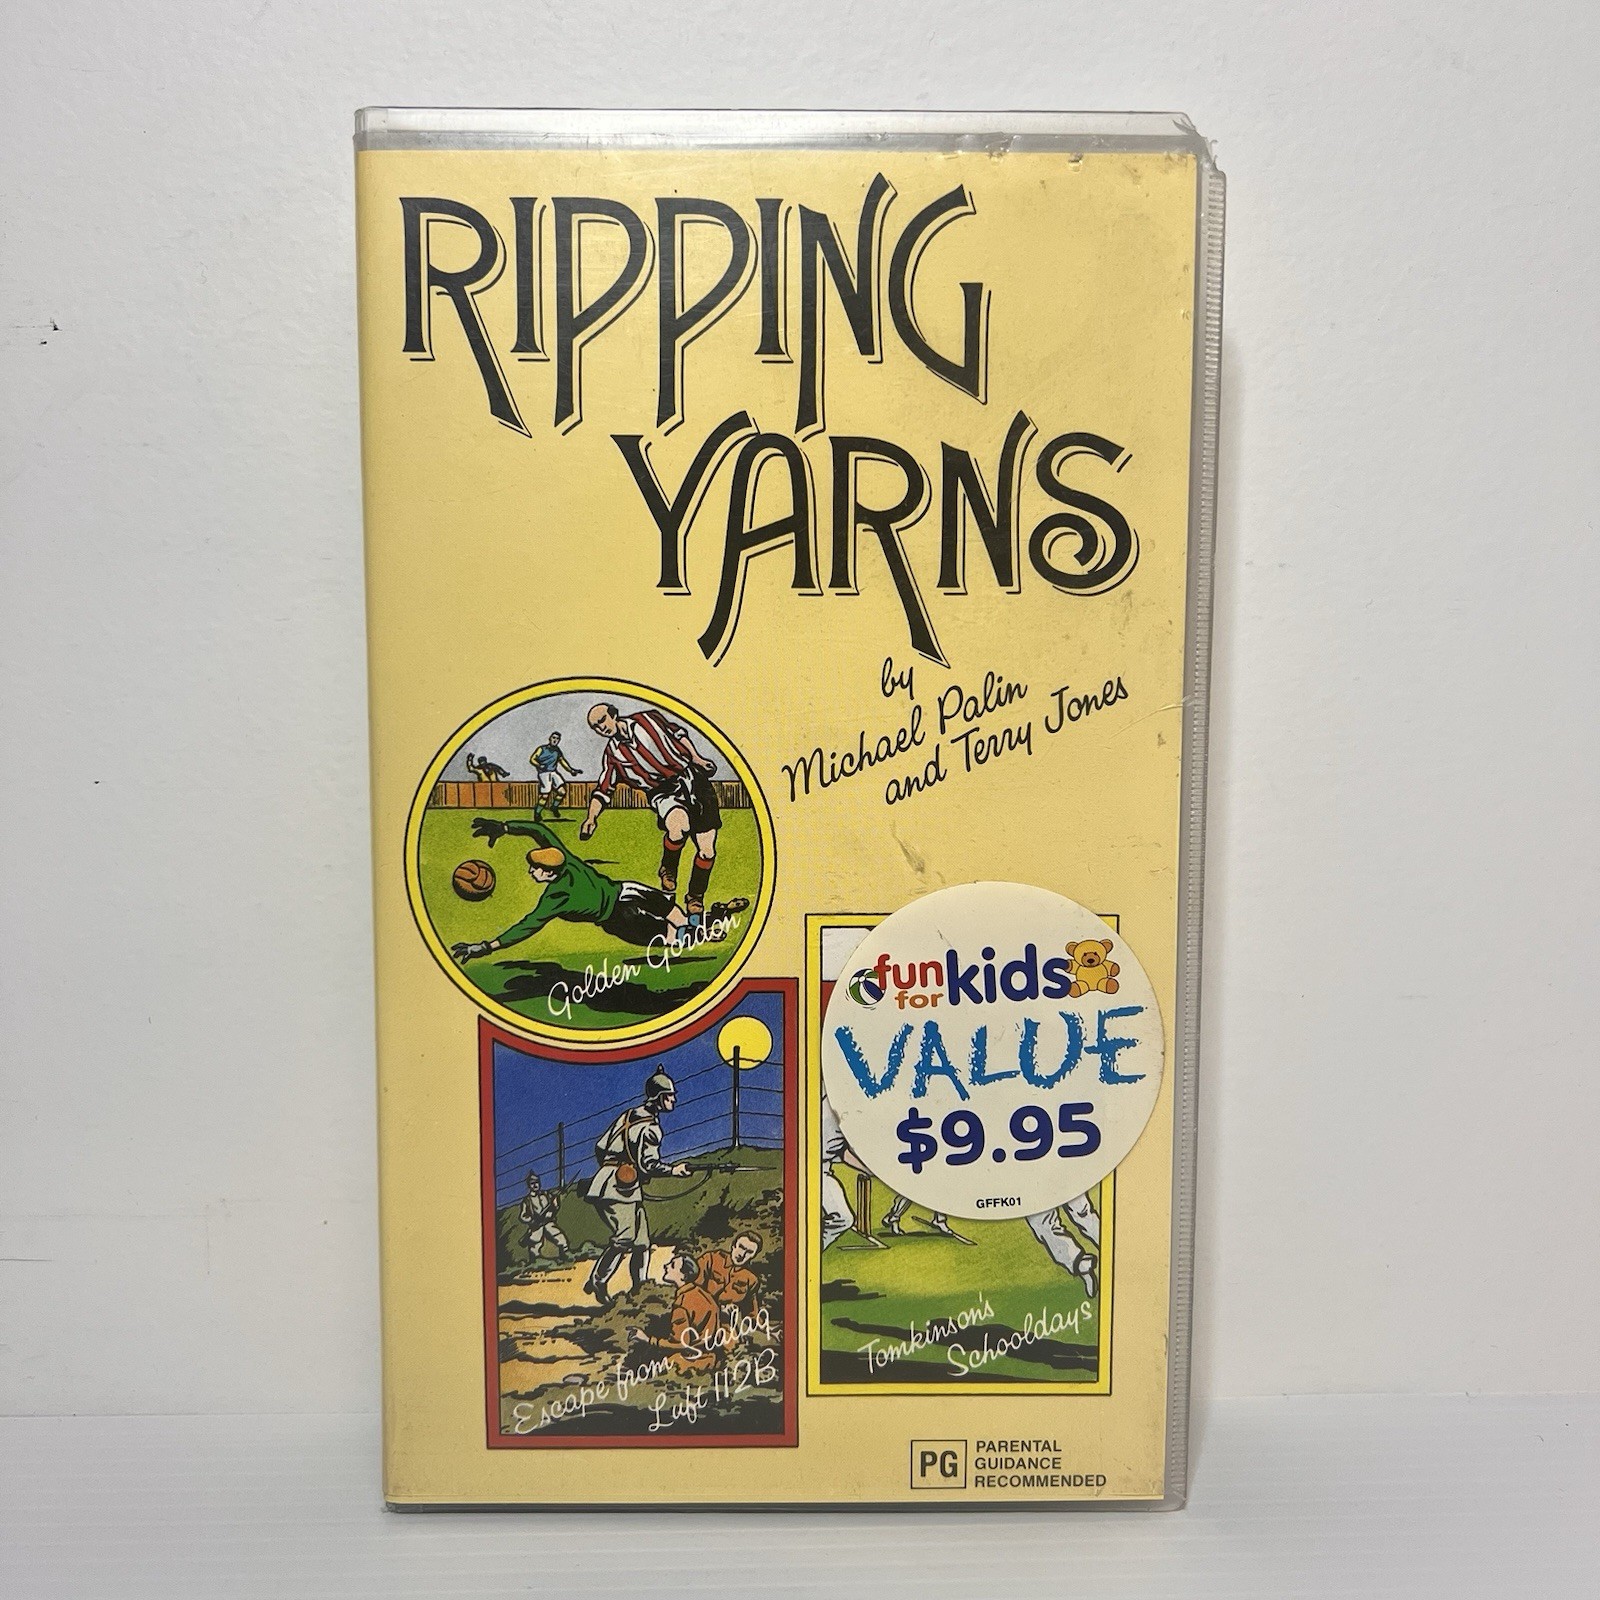 RIPPING
YARNS
by
Michael Palin
and Terry Jones
Golden Gordon
fun
for
kids
VALUE
$9.95
GFFK01
Escape from Stalag
Luft 112B
Tomkinson's
Schooldays
PG
PARENTAL
GUIDANCE
RECOMMENDED